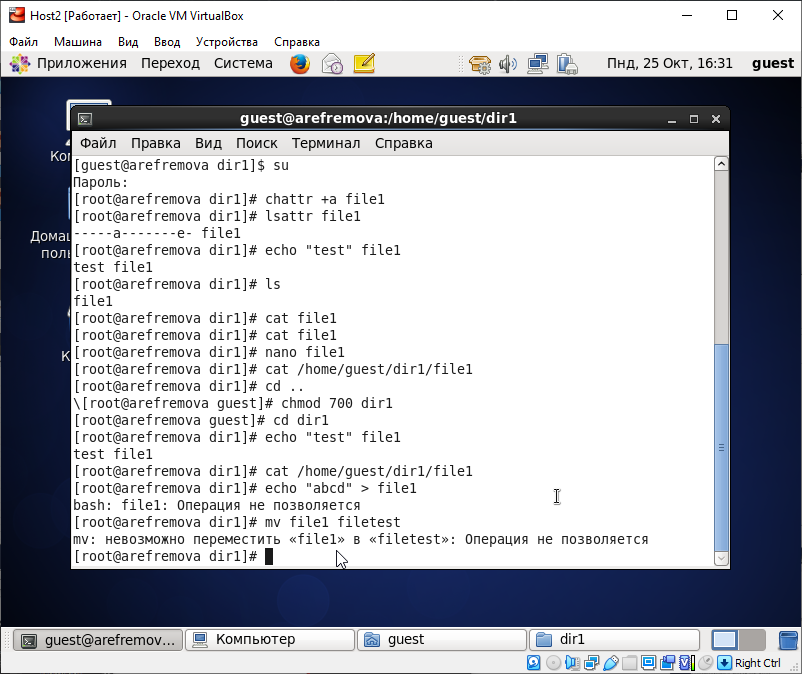 Host2 [Работает] - Oracle VM VirtualBox
Файл Машина Вид Ввод Устройства Справка
Приложения Переход Система Пнд, 25 Окт, 16:31 guest
guest@arefremova:/home/guest/dir1
Файл Правка Вид Поиск Терминал Справка
[guest@arefremova dir1]$ su
Пароль:
[root@arefremova dir1]# chattr +a file1
[root@arefremova dir1]# lsattr file1
-----a-------e- file1
[root@arefremova dir1]# echo "test" file1
test file1
[root@arefremova dir1]# ls
file1
[root@arefremova dir1]# cat file1
[root@arefremova dir1]# cat file1
[root@arefremova dir1]# nano file1
[root@arefremova dir1]# cat /home/guest/dir1/file1
[root@arefremova dir1]# cd ..
\[root@arefremova guest]# chmod 700 dir1
[root@arefremova guest]# cd dir1
[root@arefremova dir1]# echo "test" file1
test file1
[root@arefremova dir1]# cat /home/guest/dir1/file1
[root@arefremova dir1]# echo "abcd" > file1
bash: file1: Операция не позволяется
[root@arefremova dir1]# mv file1 filetest
mv: невозможно переместить «file1» в «filetest»: Операция не позволяется
[root@arefremova dir1]#
guest@arefremov... Компьютер guest dir1
Right Ctrl